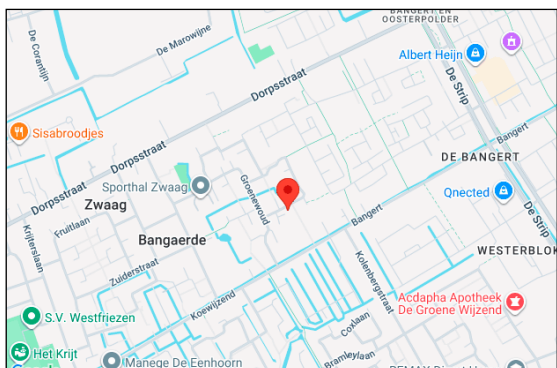 BANGERT EN
OOSTERPOLDER
De Corantijn
De Marowijne
Albert Heijn
De Strip
Dorpsstraat
Sisabroodjes
Dorpsstraat
Bangert
DE BANGERT
Sporthal Zwaag
Groenewoud
Qnected
Dorpsstraat
Zwaag
Fruitlaan
Bangert
De Strip
Krijterslaan
Bangaerde
WESTERBLOK
Zuiderstraat
Kolenbergstraat
Koewijzend
Acdapha Apotheek
De Groene Wijzend
S.V. Westfriezen
Coxlaan
Het Krijt
Manege De Eenhoorn
Bramleylaan